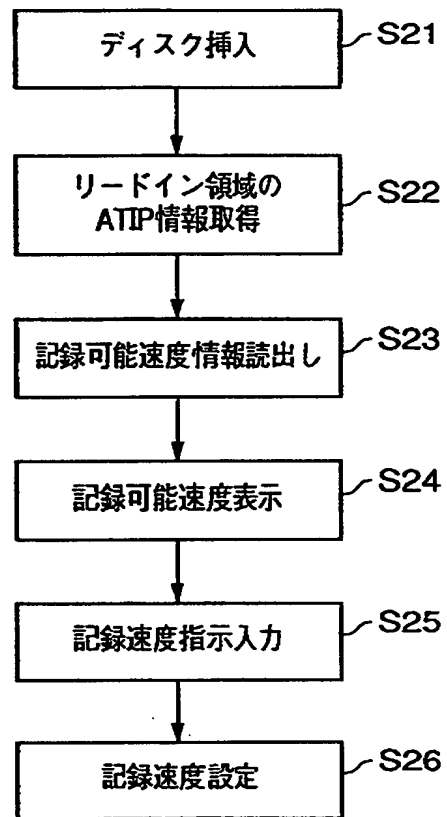 ディスク挿入
S21
リードイン領域の
ATIP情報取得
S22
記録可能速度情報読出し
S23
記録可能速度表示
S24
記録速度指示入力
S25
記録速度設定
S26